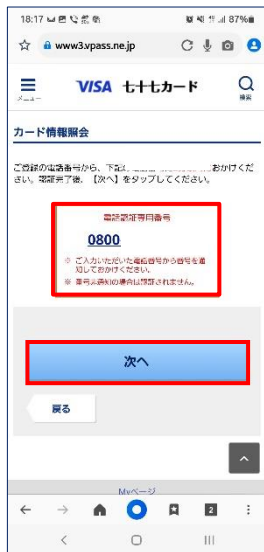 18:17
87%
www3.vpass.ne.jp
メニュー
VISA 七十七カード
検索
カード情報照会
ご登録の電話番号から、下記 おかけくだ
さい。認証完了後、【次へ】をタップしてください。
電話認証専用番号
0800
※ ご入力いただいた電話番号から番号を通
知しておかけください。
※ 番号未通知の場合は認証されません。
次へ
戻る
Myページ
2